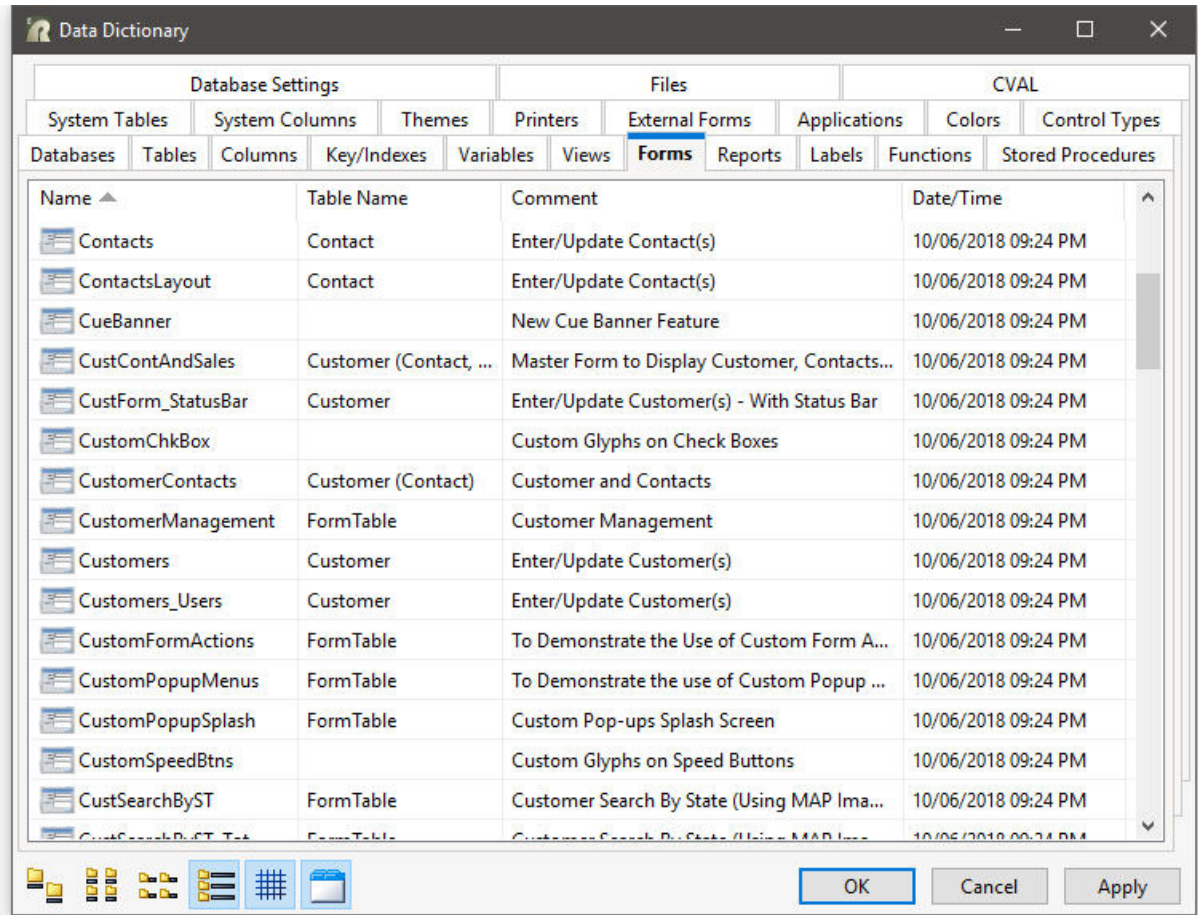 Data Dictionary
Database Settings Files CVAL
System Tables System Columns Themes Printers External Forms Applications Colors Control Types
Databases Tables Columns Key/Indexes Variables Views Forms Reports Labels Functions Stored Procedures
Name Table Name Comment Date/Time
Contacts Contact Enter/Update Contact(s) 10/06/2018 09:24 PM
ContactsLayout Contact Enter/Update Contact(s) 10/06/2018 09:24 PM
CueBanner New Cue Banner Feature 10/06/2018 09:24 PM
CustContAndSales Customer (Contact, ... Master Form to Display Customer, Contacts... 10/06/2018 09:24 PM
CustForm_StatusBar Customer Enter/Update Customer(s) - With Status Bar 10/06/2018 09:24 PM
CustomChkBox Custom Glyphs on Check Boxes 10/06/2018 09:24 PM
CustomerContacts Customer (Contact) Customer and Contacts 10/06/2018 09:24 PM
CustomerManagement FormTable Customer Management 10/06/2018 09:24 PM
Customers Customer Enter/Update Customer(s) 10/06/2018 09:24 PM
Customers_Users Customer Enter/Update Customer(s) 10/06/2018 09:24 PM
CustomFormActions FormTable To Demonstrate the Use of Custom Form A... 10/06/2018 09:24 PM
CustomPopupMenus FormTable To Demonstrate the use of Custom Popup ... 10/06/2018 09:24 PM
CustomPopupSplash FormTable Custom Pop-ups Splash Screen 10/06/2018 09:24 PM
CustomSpeedBtns Custom Glyphs on Speed Buttons 10/06/2018 09:24 PM
CustSearchByST FormTable Customer Search By State (Using MAP Ima... 10/06/2018 09:24 PM
OK Cancel Apply